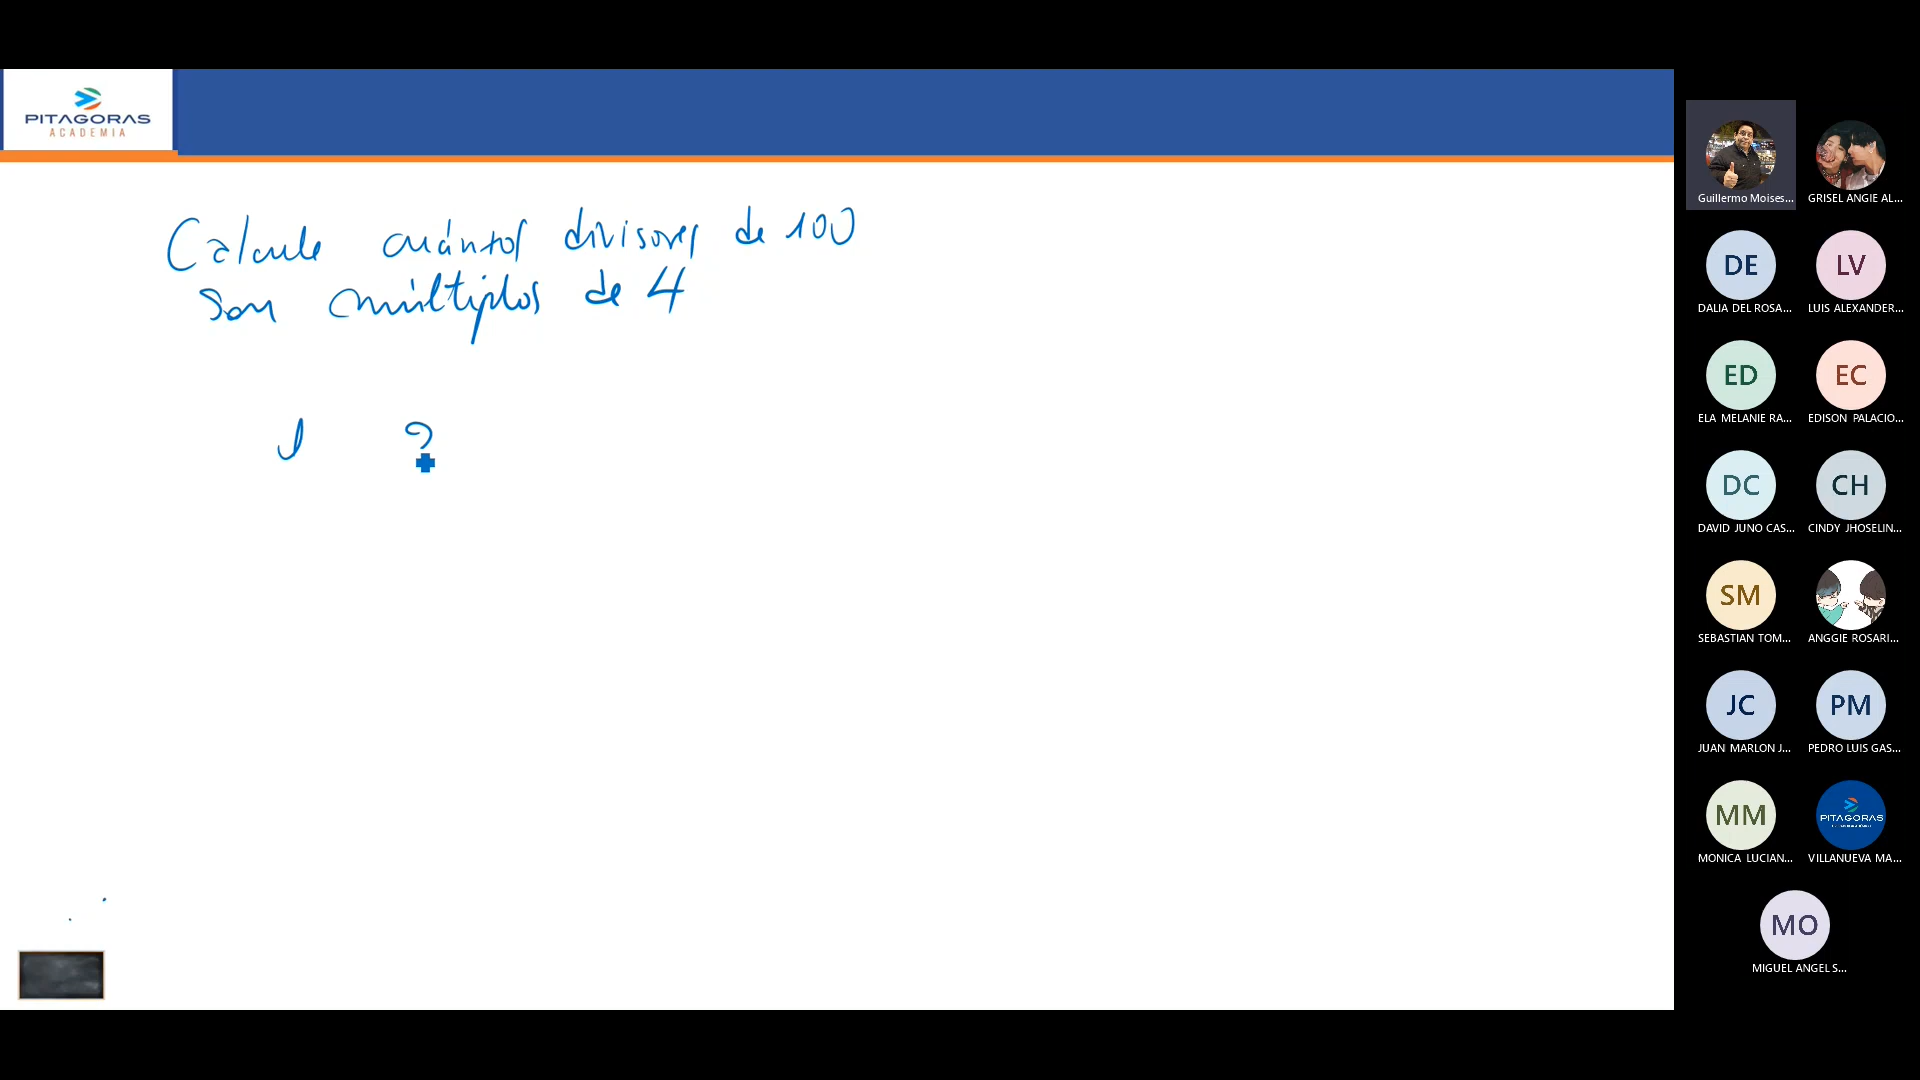 PITAGORAS
ACADEMIA
Calcule cuántos divisores de 100
son múltiplos de 4
1 2
Guillermo Moises...
GRISEL ANGIE AL...
DE
LV
DALIA DEL ROSA...
LUIS ALEXANDER...
ED
EC
ELA MELANIE RA...
EDISON PALACIO...
DC
CH
DAVID JUNO CAS...
CINDY JHOSELIN...
SM
SEBASTIAN TOM...
ANGGIE ROSARI...
JC
PM
JUAN MARLON J...
PEDRO LUIS GAS...
MM
PITAGORAS
MONICA LUCIAN...
VILLANUEVA MA...
MO
MIGUEL ANGEL S...